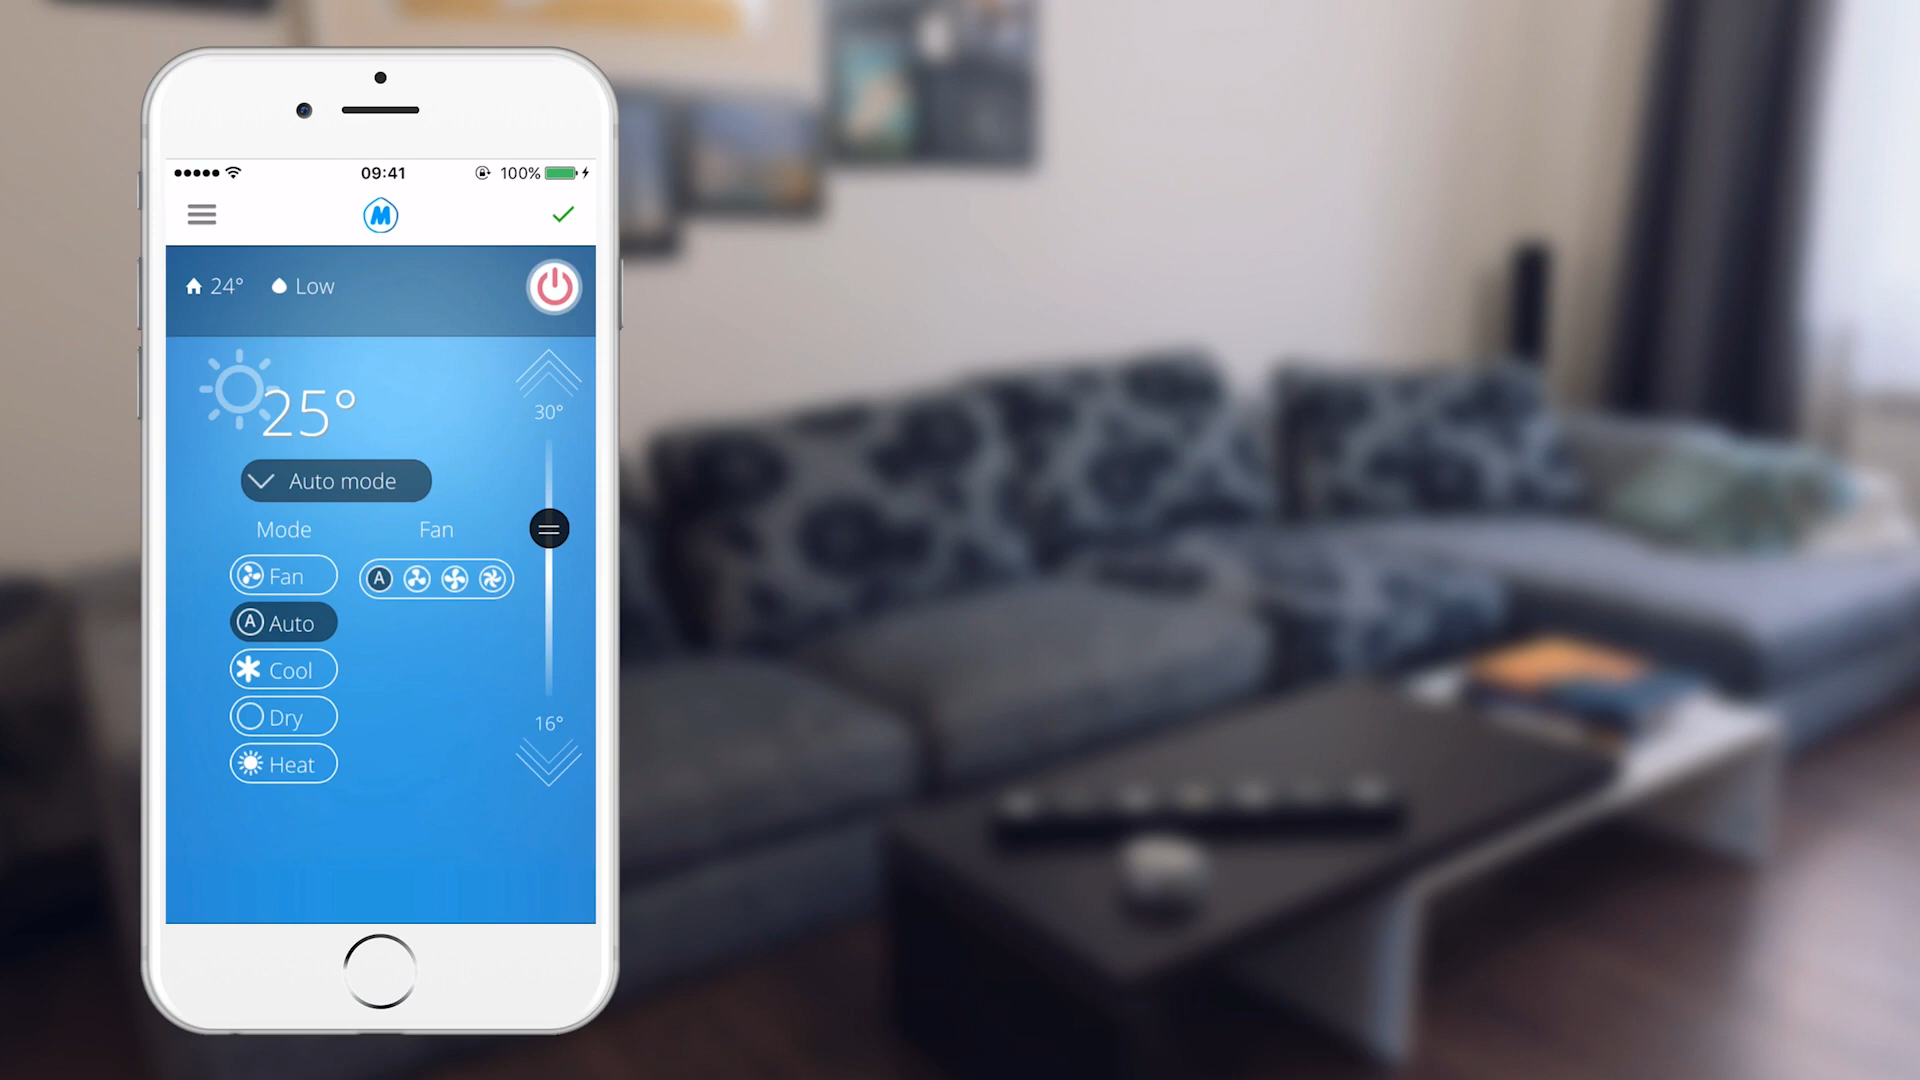 09:41
100%
M
24° Low
25°
30°
Auto mode
Mode Fan
Fan
A
A Auto
Cool
Dry
Heat
16°